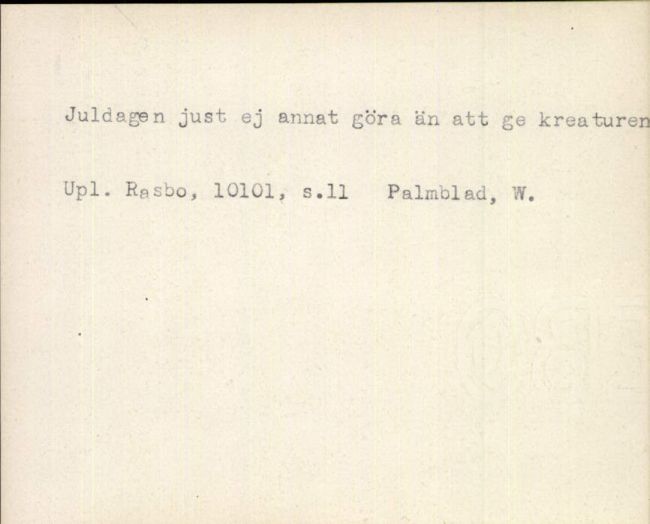 Juldagen just ej annat göra än att ge kreaturen
Upl. Rasbo, 10101, s.11 Palmblad, W.